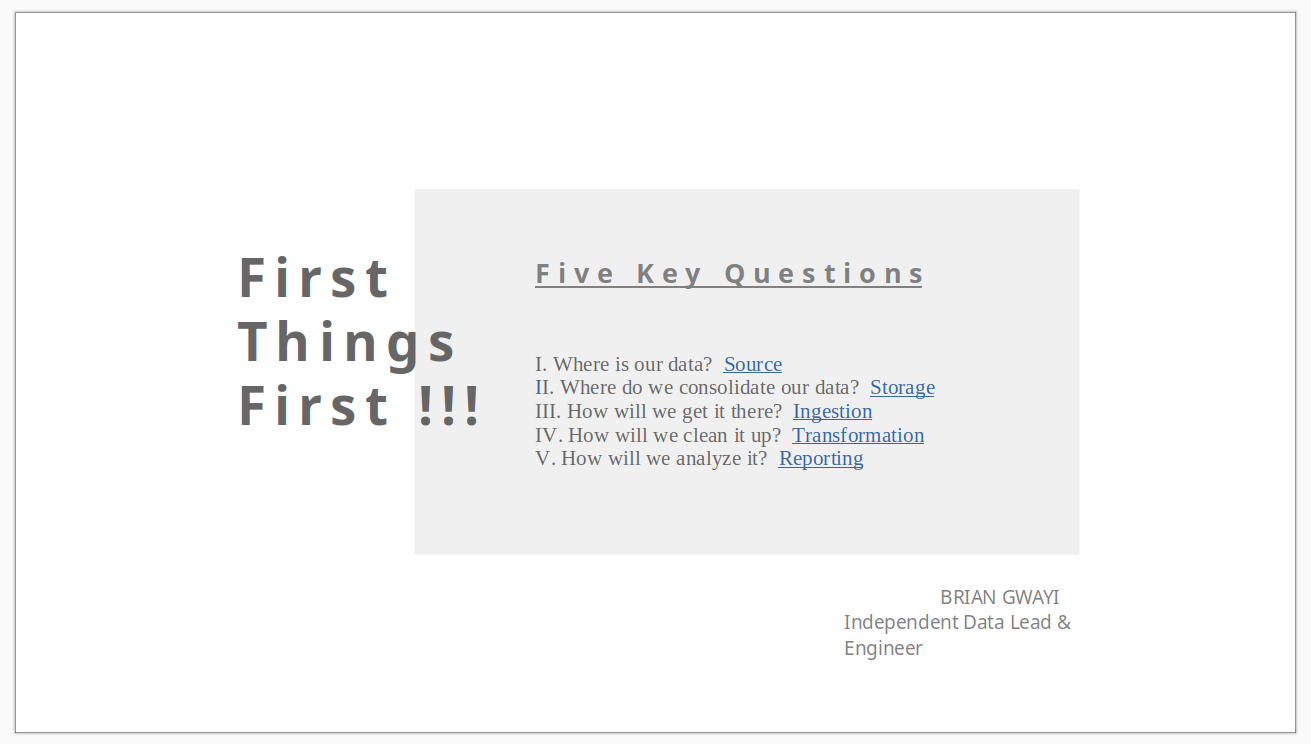 First
Things
First !!!
Five Key Questions
I. Where is our data? Source
II. Where do we consolidate our data? Storage
III. How will we get it there? Ingestion
IV. How will we clean it up? Transformation
V. How will we analyze it? Reporting
BRIAN GWAYI
Independent Data Lead &
Engineer